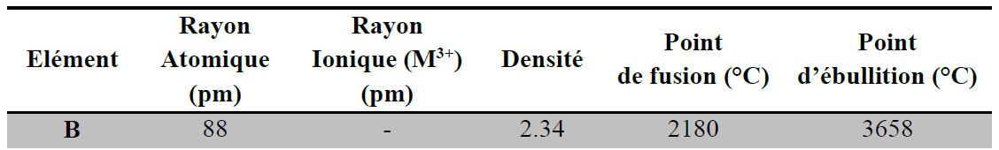 Elément Rayon Atomique (pm) Rayon Ionique (M³⁺) (pm) Densité Point de fusion (°C) Point d’ébullition (°C)
B 88 - 2.34 2180 3658